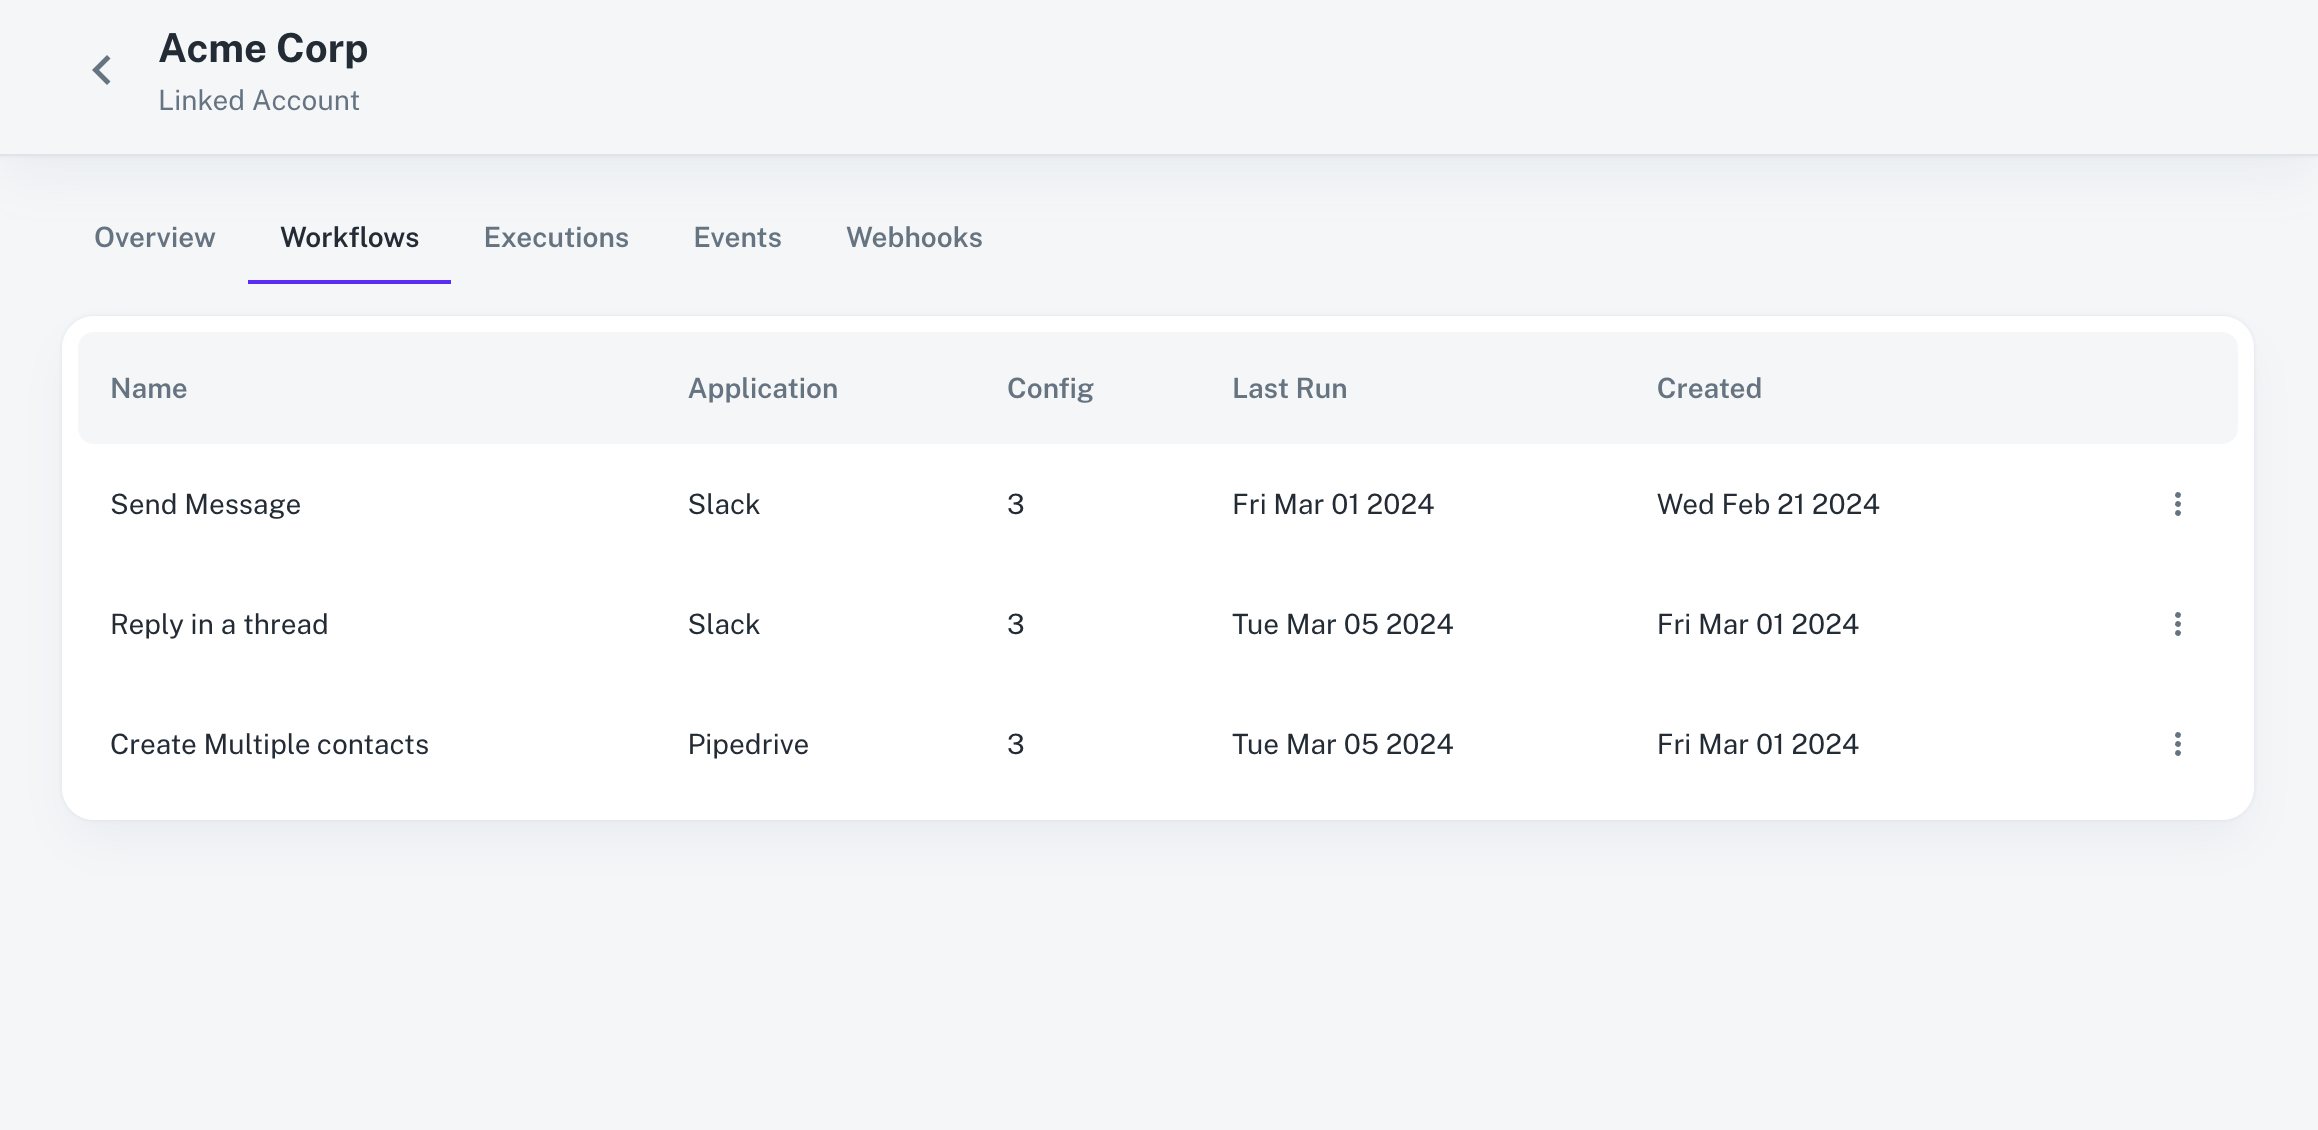 Acme Corp
Linked Account
Overview Workflows Executions Events Webhooks
Name Application Config Last Run Created
Send Message Slack 3 Fri Mar 01 2024 Wed Feb 21 2024
Reply in a thread Slack 3 Tue Mar 05 2024 Fri Mar 01 2024
Create Multiple contacts Pipedrive 3 Tue Mar 05 2024 Fri Mar 01 2024